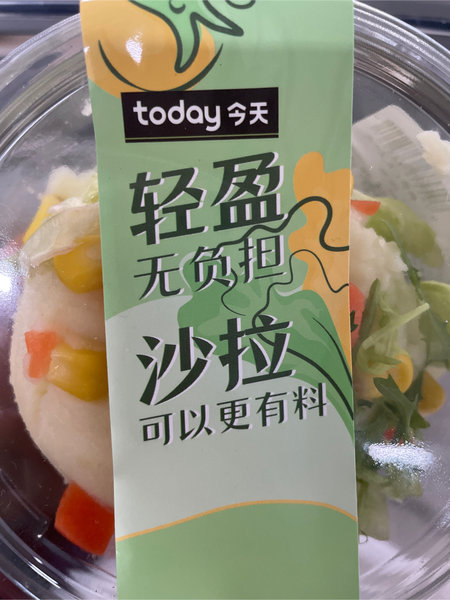 today 今天
轻盈
无负担
沙拉
可以更有料